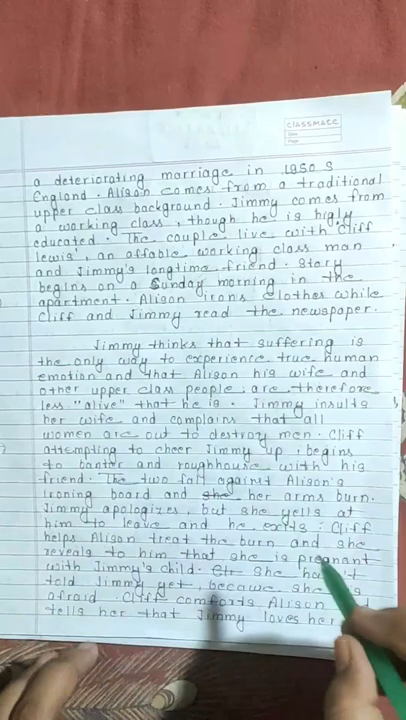 CLASSMATE
Date
Page
a deteriorating marriage in 1950 s
England. Alison comes from a traditional
upper class background. Jimmy comes from
a working class, though he is higly
educated. The couple live with cliff
lewis', an affable working class man
and Jimmy's longtime friend. Story
begins on a Sunday morning in the
apartment. Alison irons clothes while
cliff and Jimmy read the newspaper.
Jimmy thinks that suffering is
the only way to experience true human
emotion and that Alison his wife and
other upper class people are therefore
less "alive" that he is. Jimmy insults
her wife and complains that all
women are out to destroy men. Cliff
attempting to cheer Jimmy up, begins
to banter and roughhouse with his
friend. The two fall against Alison's
Ironing board and she her arms burn.
Jimmy apologizes, but she yells at
him to leave and he exits. Cliff
helps Alison treat the burn and she
reveals to him that she is pregnant
with Jimmy's child. She
told Jimmy yet, because she
afraid. Cliff comforts Alison
tells her that Jimmy loves her